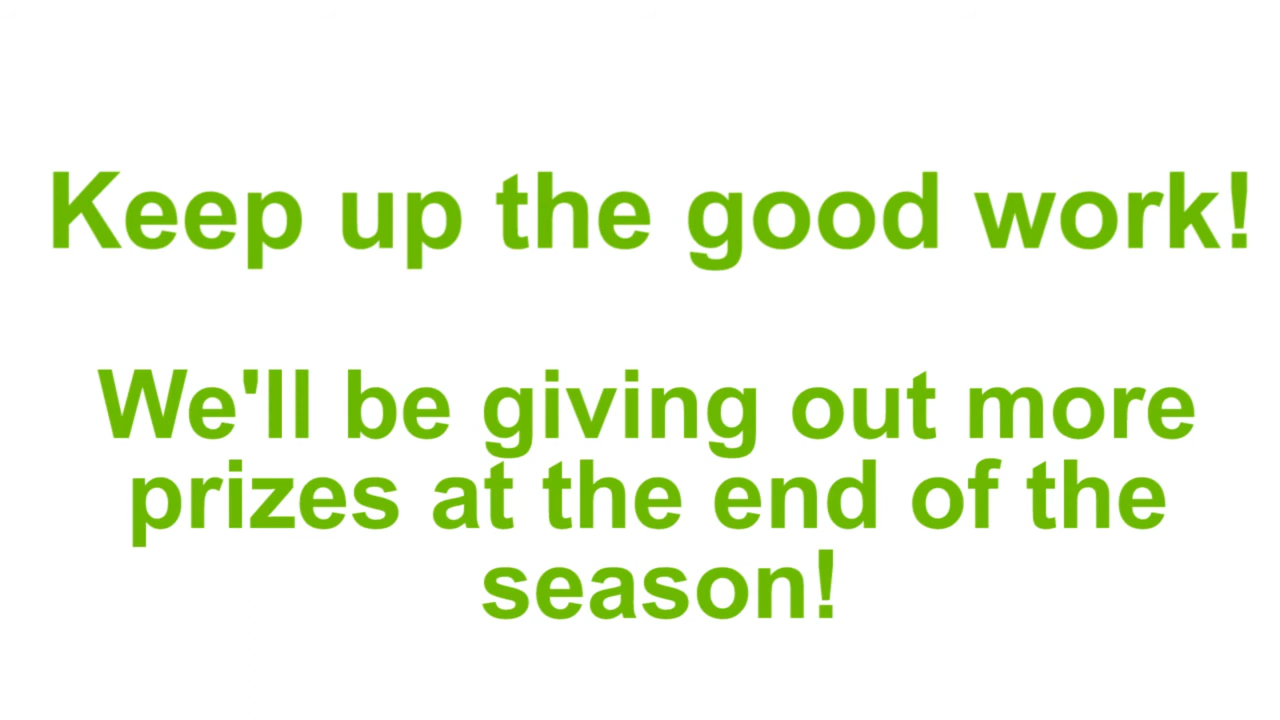 Keep up the good work!
We'll be giving out more
prizes at the end of the
season!